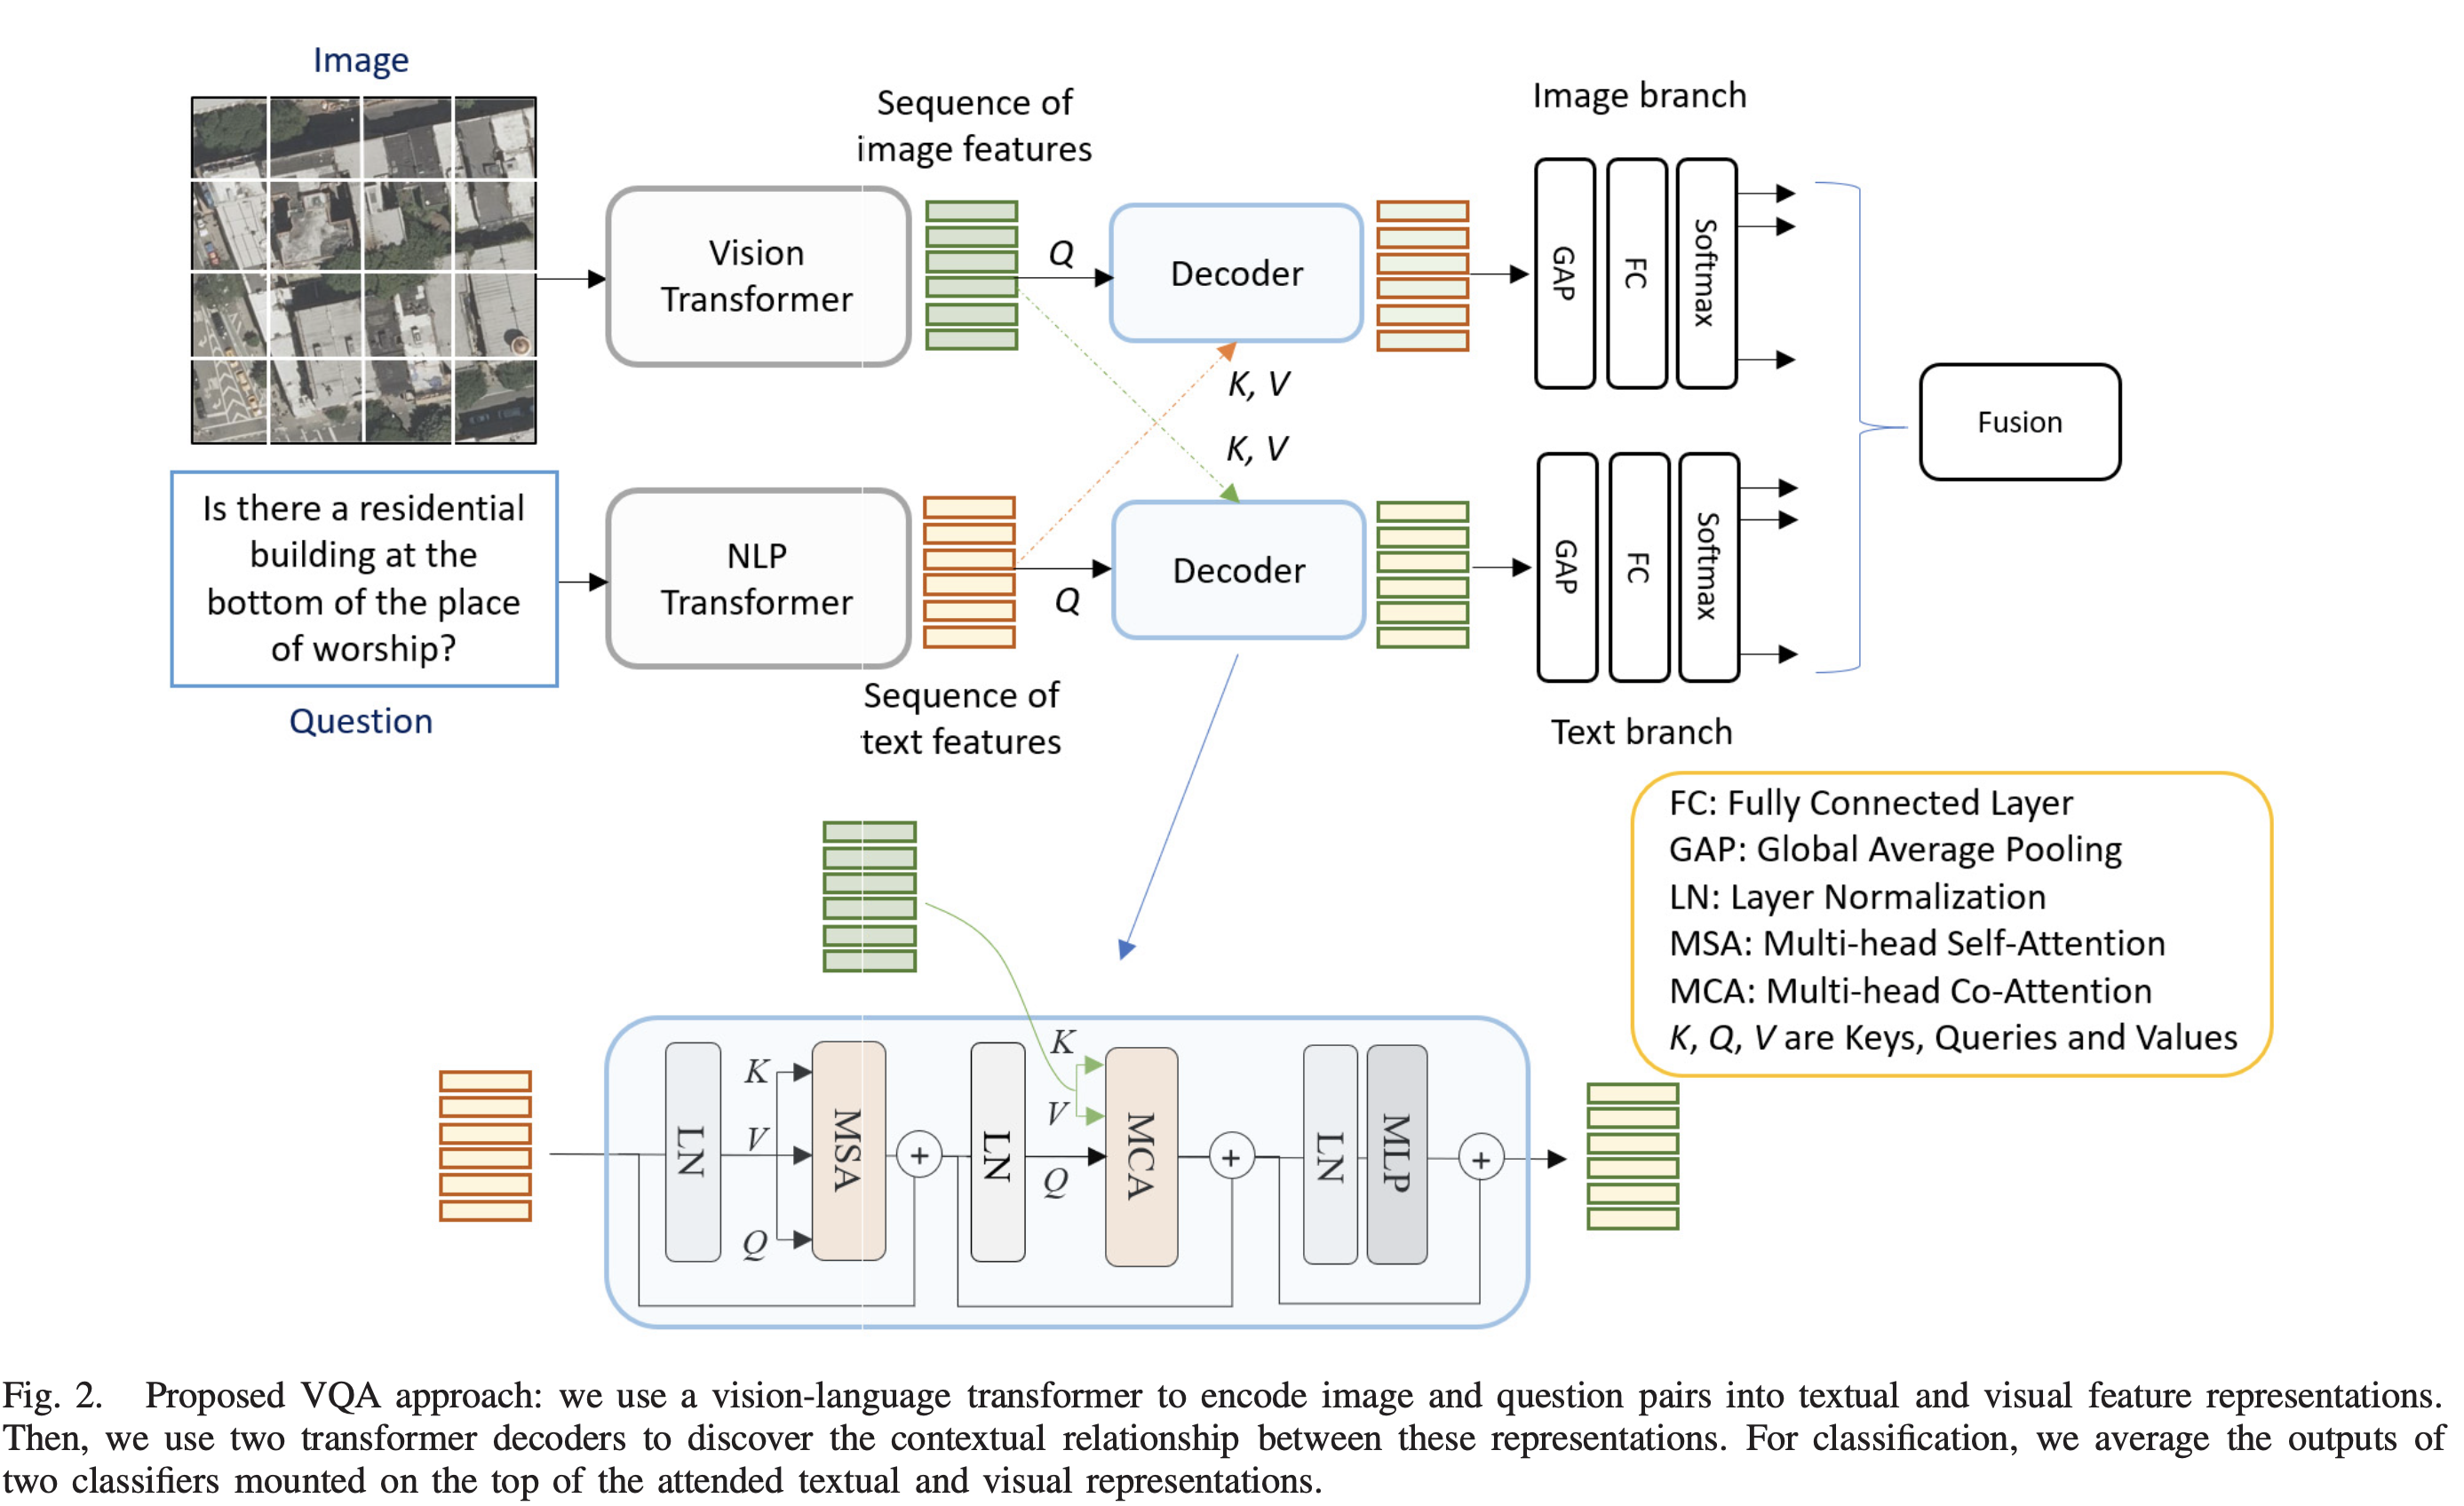 Image
Sequence of
image features
Image branch
Vision
Transformer
Q
Decoder
GAP
FC
Softmax
K, V
K, V
Fusion
Is there a residential
building at the
bottom of the place
of worship?
Question
NLP
Transformer
Q
Decoder
GAP
FC
Softmax
Sequence of
text features
Text branch
FC: Fully Connected Layer
GAP: Global Average Pooling
LN: Layer Normalization
MSA: Multi-head Self-Attention
MCA: Multi-head Co-Attention
K, Q, V are Keys, Queries and Values
LN
K
V
Q
MSA
+
LN
K
V
Q
MCA
+
LN
MLP
+
Fig. 2. Proposed VQA approach: we use a vision-language transformer to encode image and question pairs into textual and visual feature representations.
Then, we use two transformer decoders to discover the contextual relationship between these representations. For classification, we average the outputs of
two classifiers mounted on the top of the attended textual and visual representations.